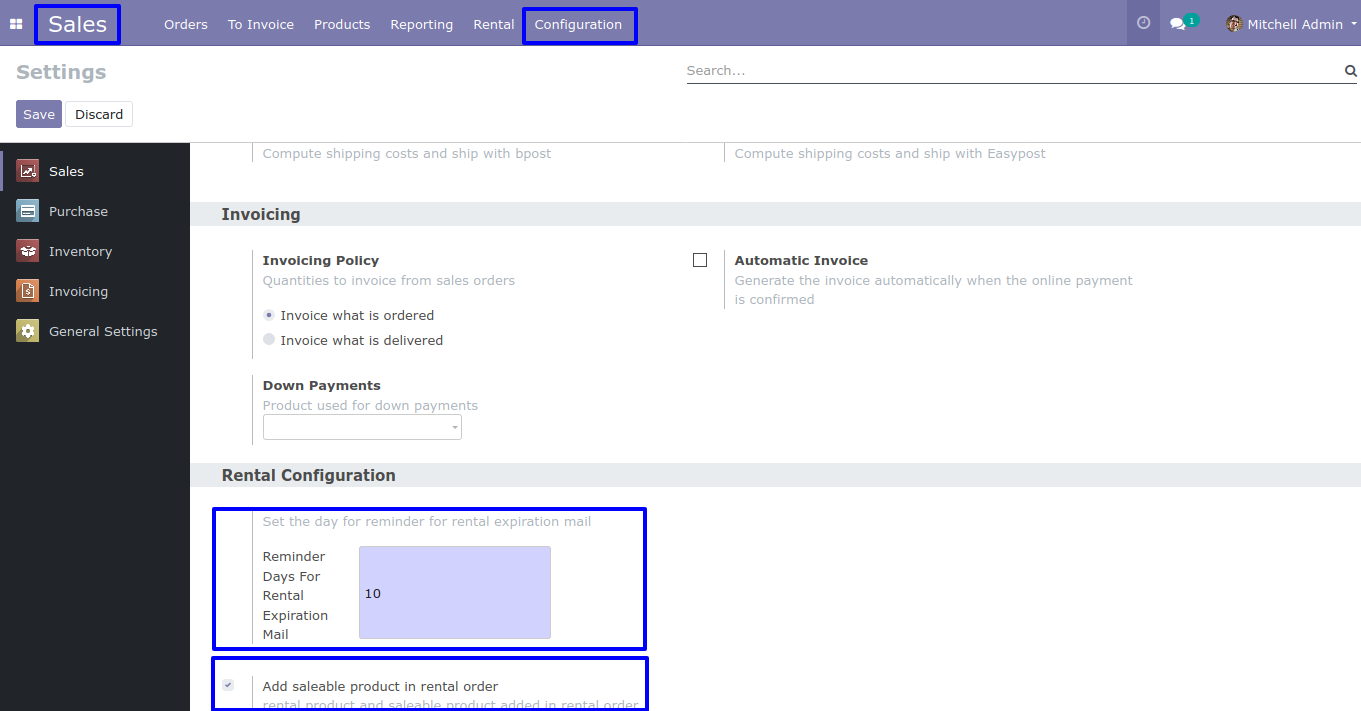 Sales Orders To Invoice Products Reporting Rental Configuration 1 Mitchell Admin
Settings
Search...
Save Discard
Sales
Purchase
Inventory
Invoicing
General Settings
Compute shipping costs and ship with bpost
Compute shipping costs and ship with Easypost
Invoicing
Invoicing Policy
Quantities to invoice from sales orders
Invoice what is ordered
Invoice what is delivered
Automatic Invoice
Generate the invoice automatically when the online payment
is confirmed
Down Payments
Product used for down payments
Rental Configuration
Set the day for reminder for rental expiration mail
Reminder
Days For
Rental
Expiration
Mail
10
Add saleable product in rental order
rental product and saleable product added in rental order